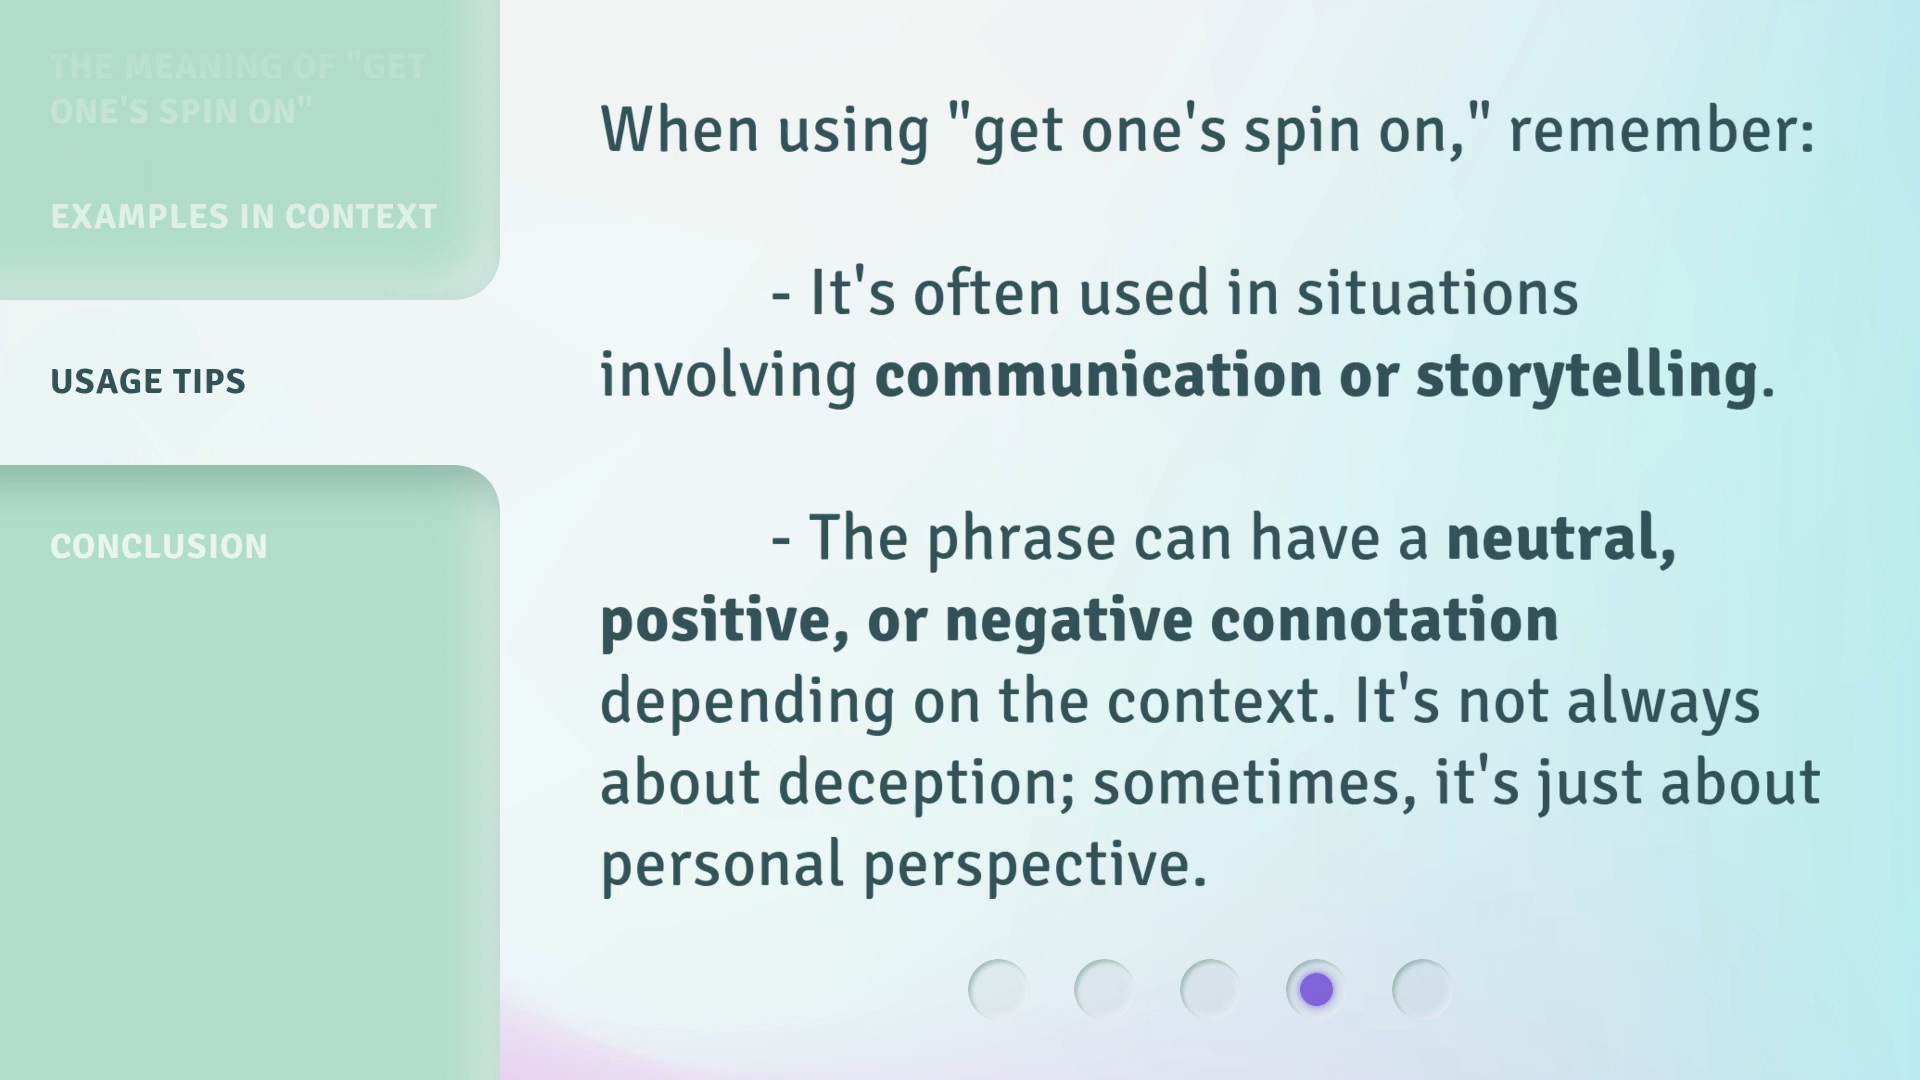 THE MEANING OF "GET
ONE'S SPIN ON"
EXAMPLES IN CONTEXT
USAGE TIPS
CONCLUSION
When using "get one's spin on," remember:
- It's often used in situations
involving communication or storytelling.
- The phrase can have a neutral,
positive, or negative connotation
depending on the context. It's not always
about deception; sometimes, it's just about
personal perspective.